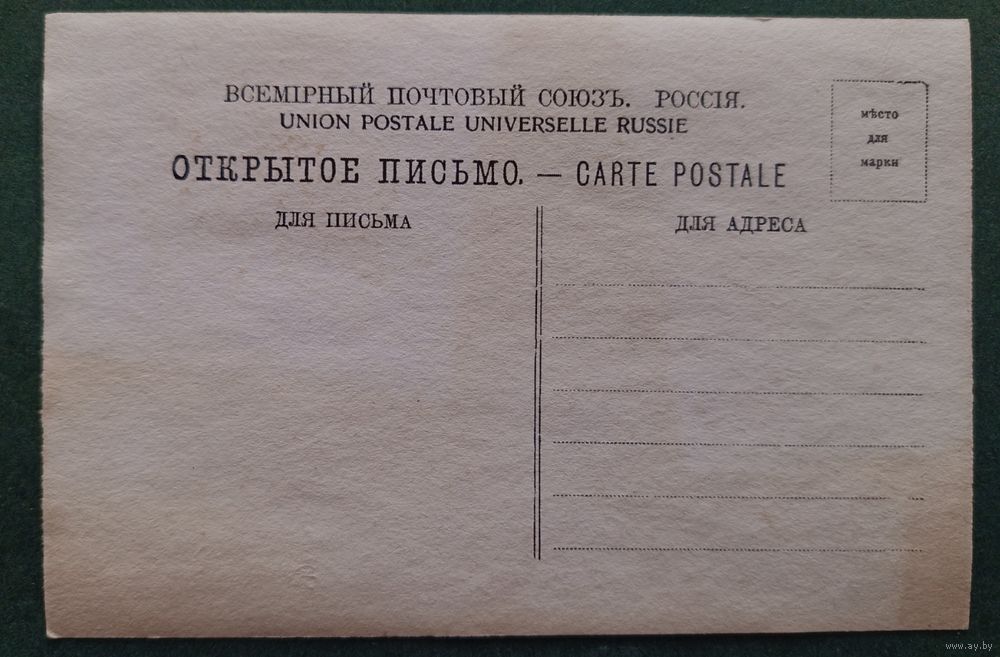 ВСЕМІРНЫЙ ПОЧТОВЫЙ СОЮЗЪ. РОССІЯ.
UNION POSTALE UNIVERSELLE RUSSIE
ОТКРЫТОЕ ПИСЬМО. — CARTE POSTALE
мѣсто
для
марки
ДЛЯ ПИСЬМА
ДЛЯ АДРЕСА
www.ay.by